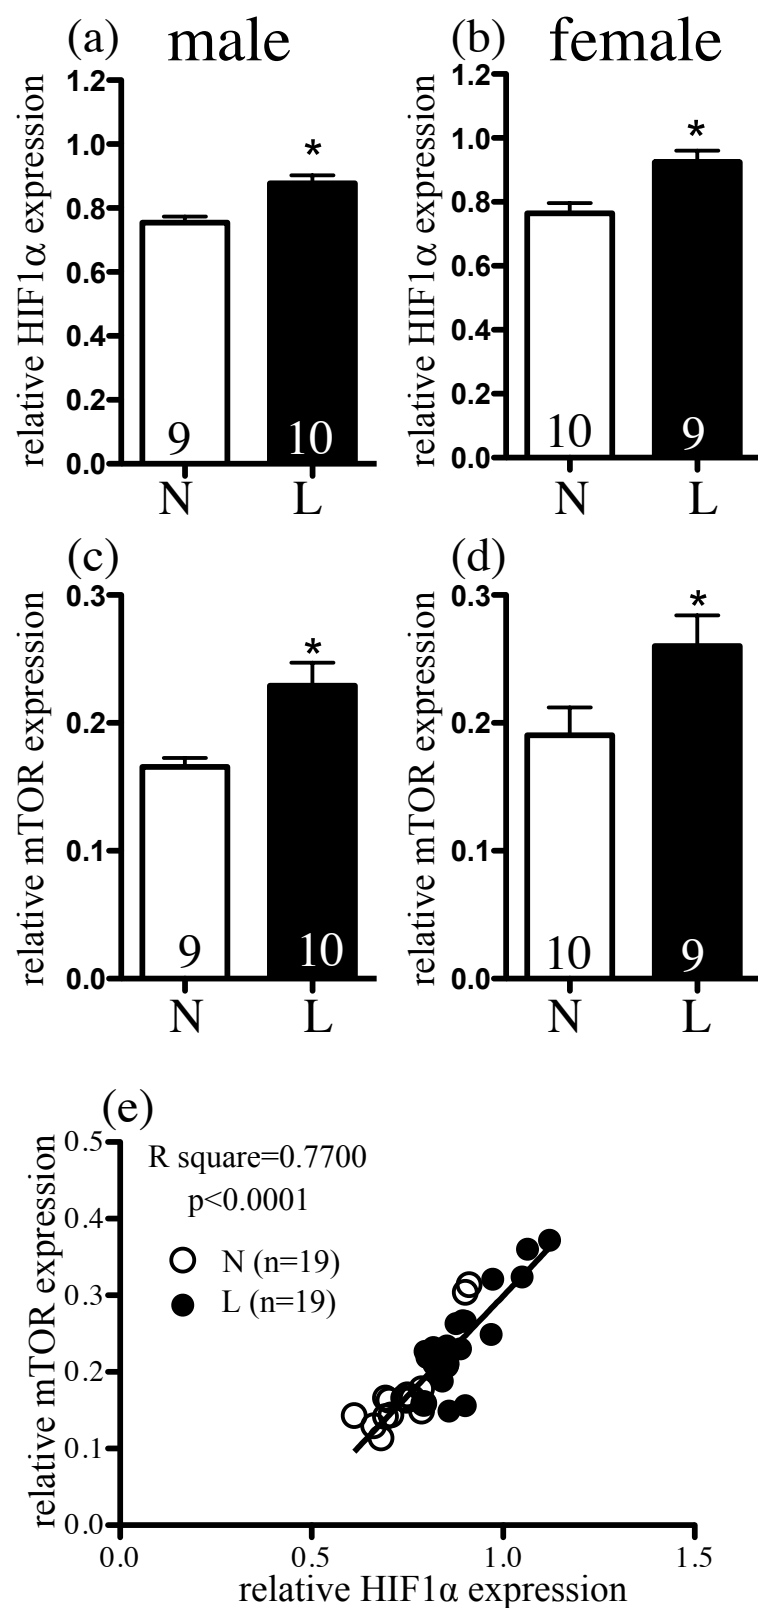 (a) male
(b) female
relative HIF1α expression
1.2
1.0
0.8
0.6
0.4
0.2
0.0
*
9
10
N
L
relative HIF1α expression
1.2
1.0
0.8
0.6
0.4
0.2
0.0
*
10
9
N
L
(c)
relative mTOR expression
0.3
0.2
0.1
0.0
*
9
10
N
L
(d)
relative mTOR expression
0.3
0.2
0.1
0.0
*
10
9
N
L
(e)
relative mTOR expression
0.5
0.4
0.3
0.2
0.1
0.0
R square=0.7700
p<0.0001
N (n=19)
L (n=19)
0.0
0.5
1.0
1.5
relative HIF1α expression